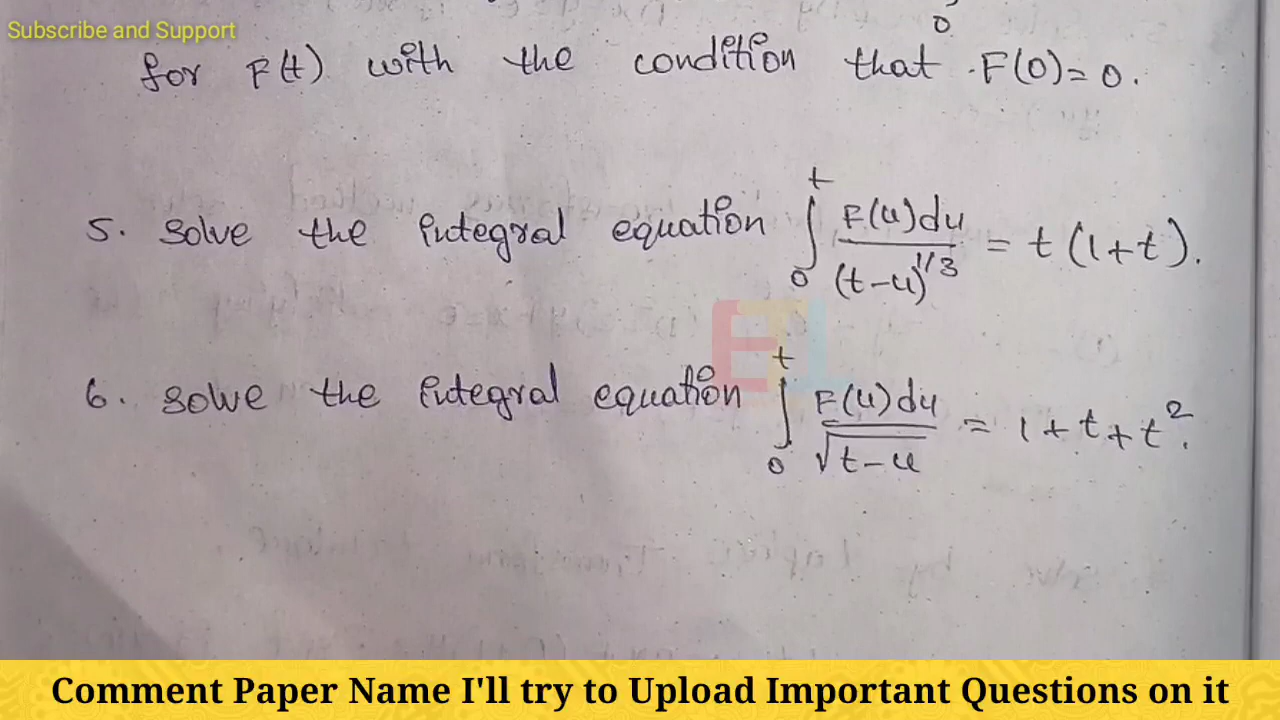 Subscribe and Support
0
for F(t) with the condition that F(0)=0.
5. Solve the integral equation ∫₀ᵗ F(u)du / (t-u)^1/3 = t(1+t).
ETL
6. Solve the integral equation ∫₀ᵗ F(u)du / √t-u = 1+t+t².
Comment Paper Name I'll try to Upload Important Questions on it